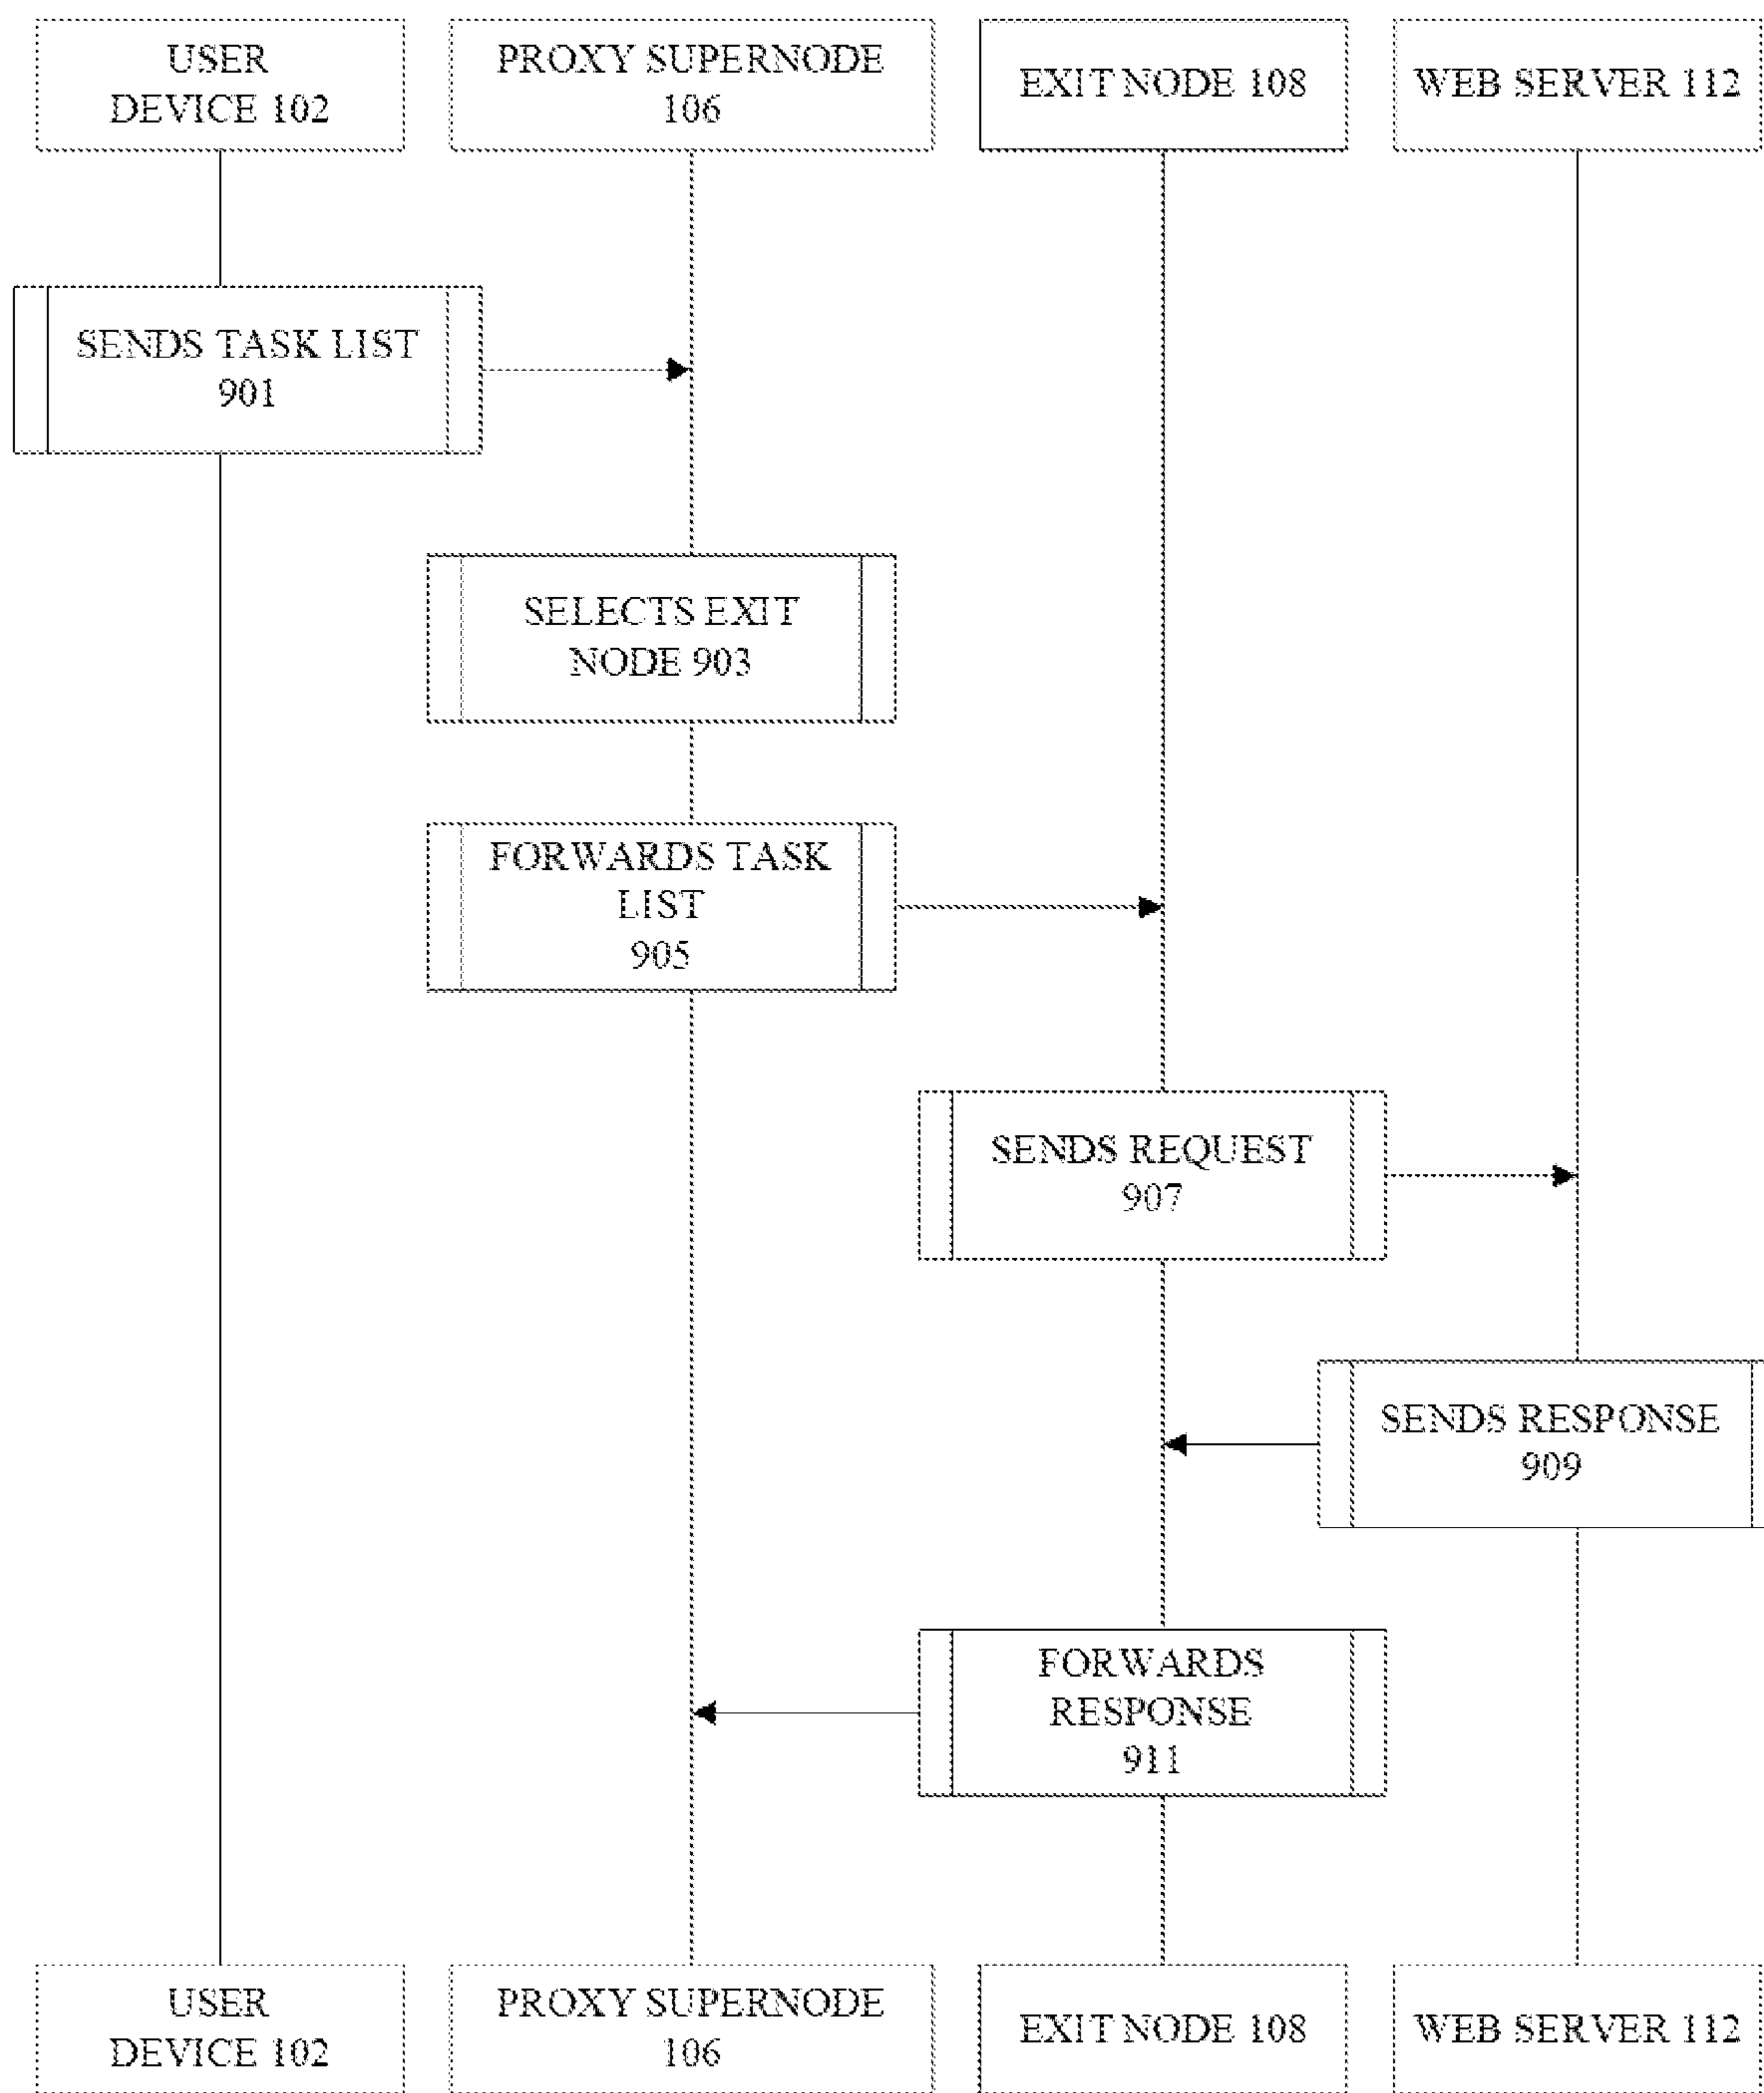 USER
DEVICE 102
PROXY SUPERNODE
106
EXIT NODE 108
WEB SERVER 112
SENDS TASK LIST
901
SELECTS EXIT
NODE 903
FORWARDS TASK
LIST
905
SENDS REQUEST
907
SENDS RESPONSE
909
FORWARDS
RESPONSE
911
USER
DEVICE 102
PROXY SUPERNODE
106
EXIT NODE 108
WEB SERVER 112